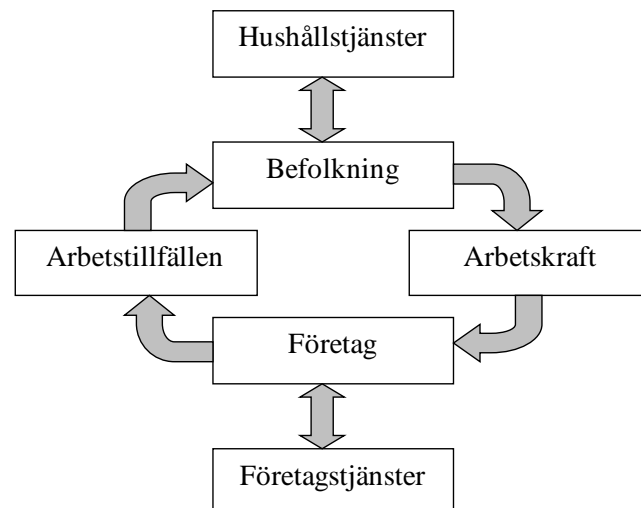 Hushållstjänster
Befolkning
Arbetstillfällen
Arbetskraft
Företag
Företagstjänster